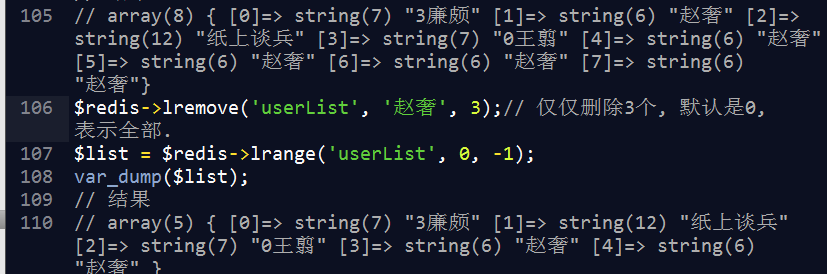 105 // array(8) { [0]=> string(7) "3廉颇" [1]=> string(6) "赵奢" [2]=>
string(12) "纸上谈兵" [3]=> string(7) "0王翦" [4]=> string(6) "赵奢"
[5]=> string(6) "赵奢" [6]=> string(6) "赵奢" [7]=> string(6)
"赵奢"}
106 $redis->lremove('userList', '赵奢', 3);// 仅仅删除3个, 默认是0,
表示全部.
107 $list = $redis->lrange('userList', 0, -1);
108 var_dump($list);
109 // 结果
110 // array(5) { [0]=> string(7) "3廉颇" [1]=> string(12) "纸上谈兵"
[2]=> string(7) "0王翦" [3]=> string(6) "赵奢" [4]=> string(6)
"赵奢" }